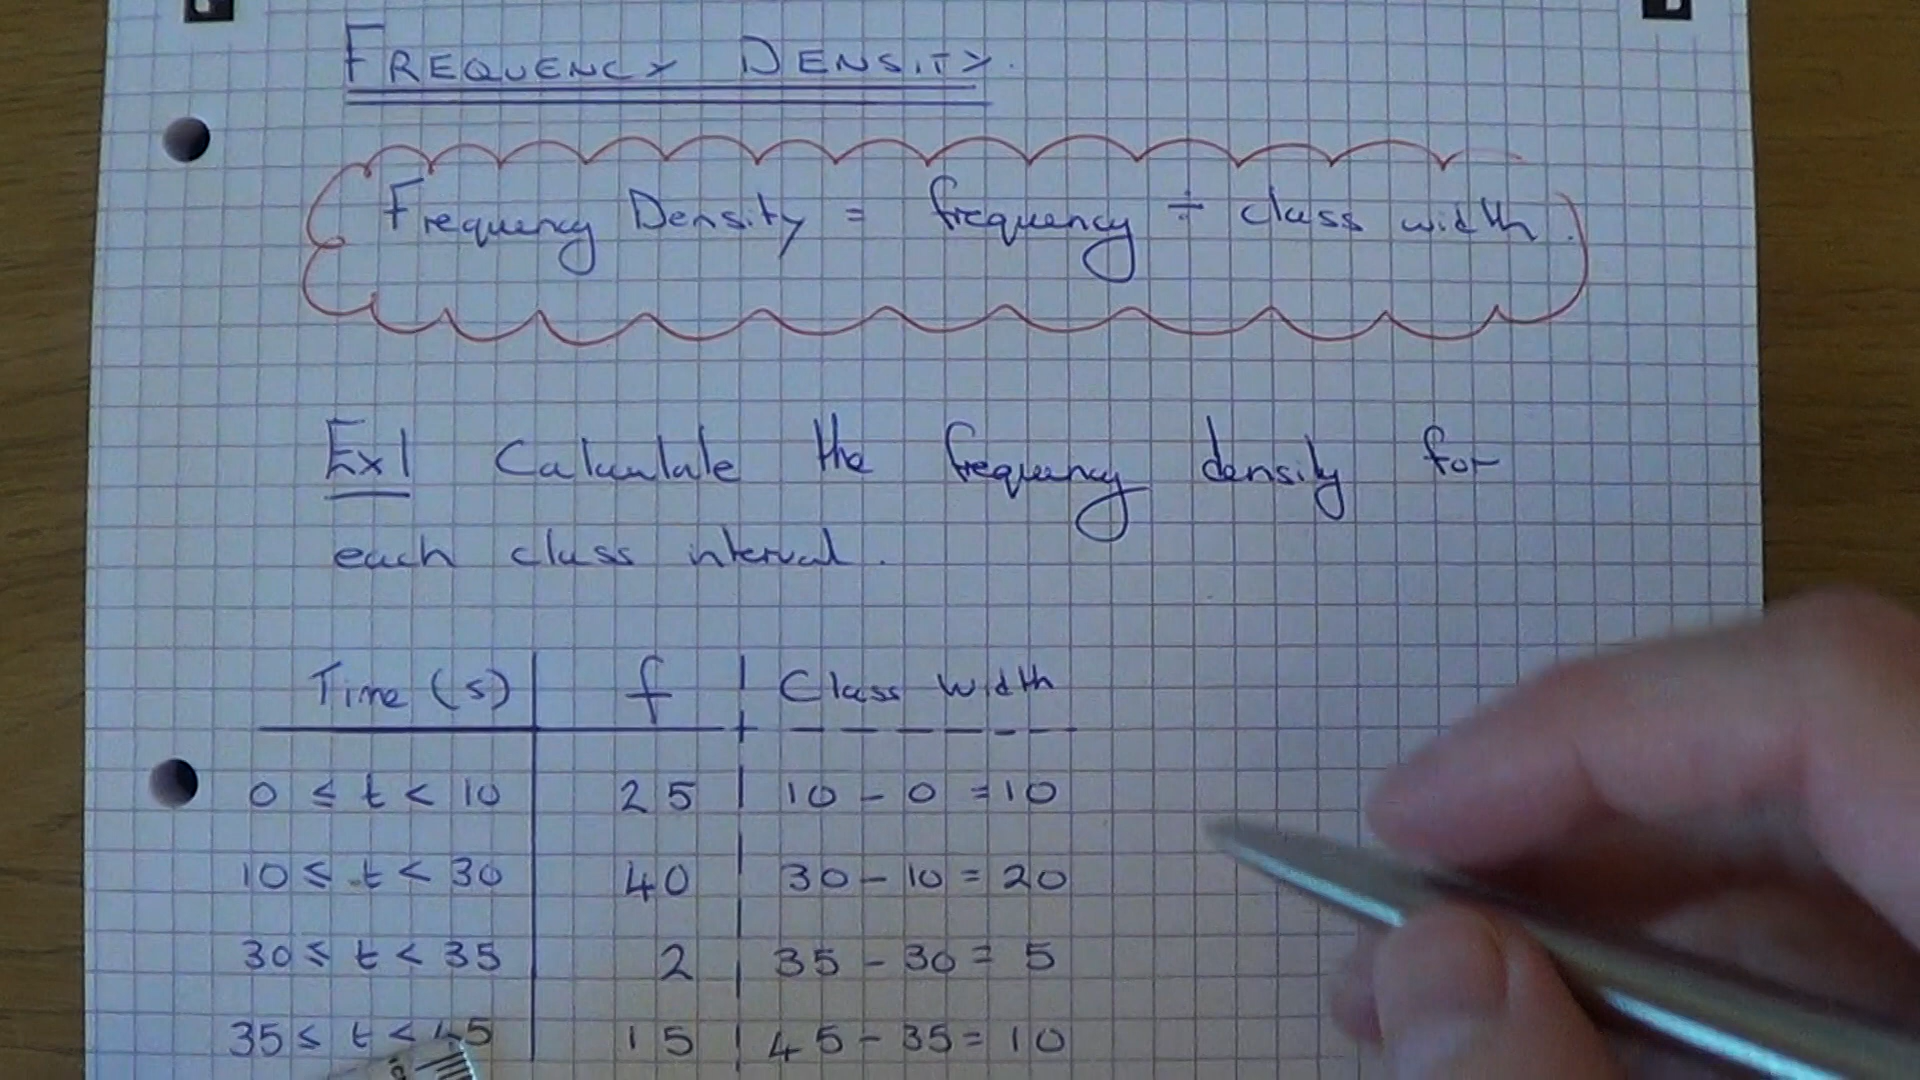 FREQUENCY DENSITY.
Frequency Density = frequency ÷ class width.
Ex1 Calculate the frequency density for
each class interval.
Time (s) f Class width
0 ≤ t < 10 25 10 - 0 = 10
10 ≤ t < 30 40 30 - 10 = 20
30 ≤ t < 35 2 35 - 30 = 5
35 ≤ t < 45 15 45 - 35 = 10